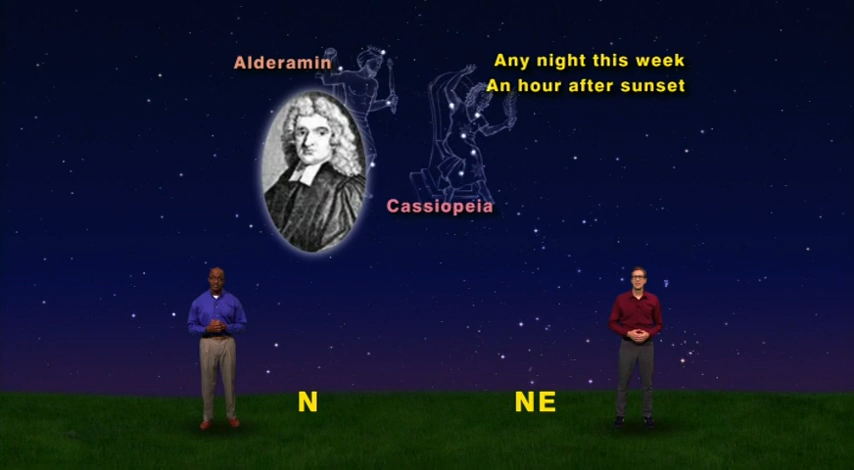 Alderamin
Any night this week
An hour after sunset
Cassiopeia
N
NE